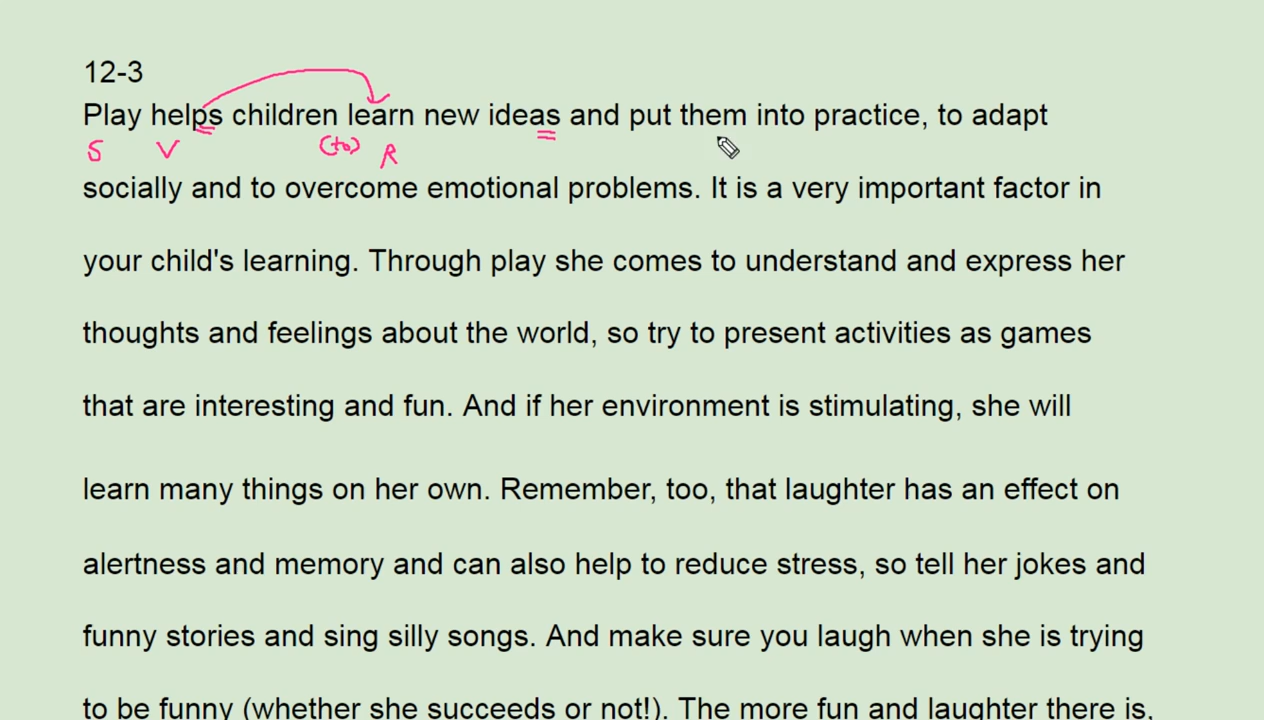 12-3
Play helps children learn new ideas and put them into practice, to adapt
S V (to) R
socially and to overcome emotional problems. It is a very important factor in
your child's learning. Through play she comes to understand and express her
thoughts and feelings about the world, so try to present activities as games
that are interesting and fun. And if her environment is stimulating, she will
learn many things on her own. Remember, too, that laughter has an effect on
alertness and memory and can also help to reduce stress, so tell her jokes and
funny stories and sing silly songs. And make sure you laugh when she is trying
to be funny (whether she succeeds or not!). The more fun and laughter there is,